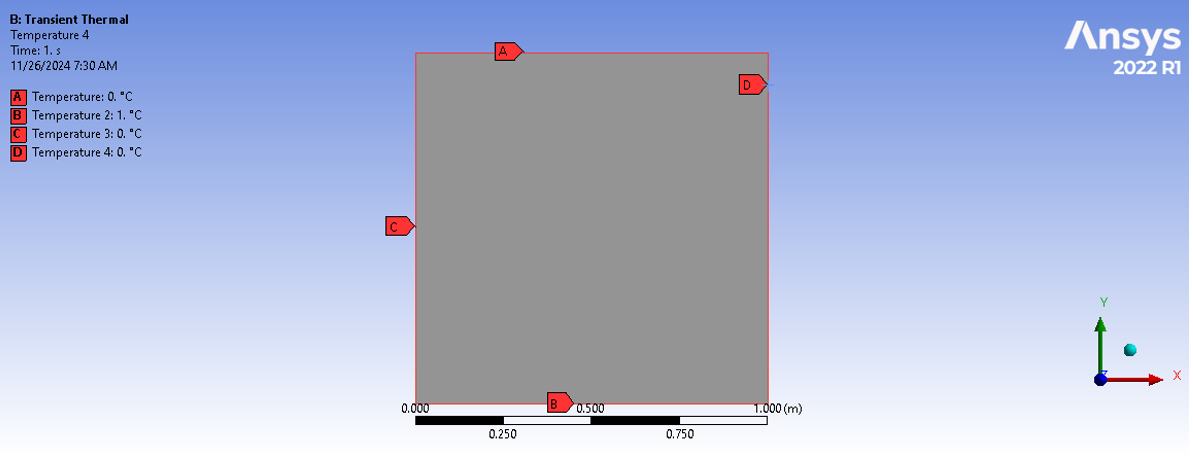 B: Transient Thermal
Temperature 4
Time: 1. s
11/26/2024 7:30 AM
A Temperature: 0. °C
B Temperature 2: 1. °C
C Temperature 3: 0. °C
D Temperature 4: 0. °C
Ansys
2022 R1
A
D
C
B
0.000 0.500 1.000 (m)
0.250 0.750
Y
Z X